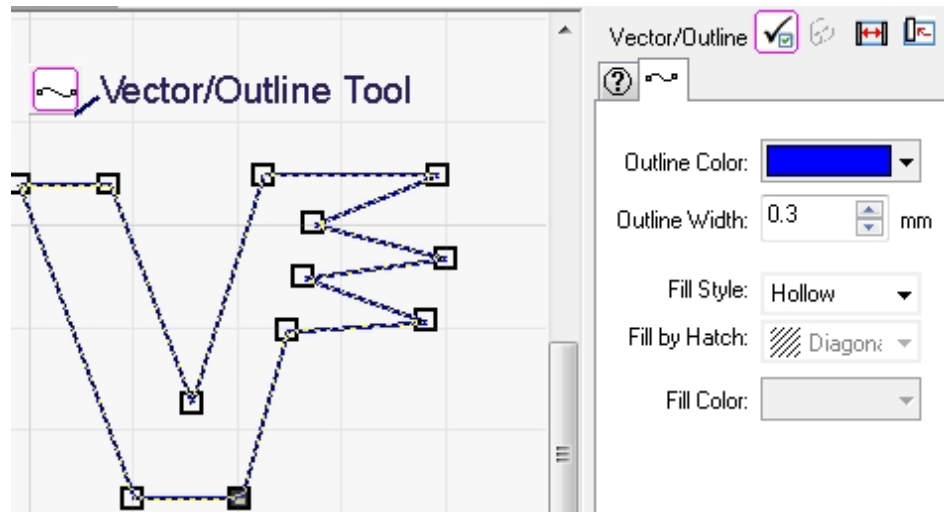 Vector/Outline Tool
Vector/Outline
Outline Color:
Outline Width: 0.3 mm
Fill Style: Hollow
Fill by Hatch: Diagona
Fill Color: